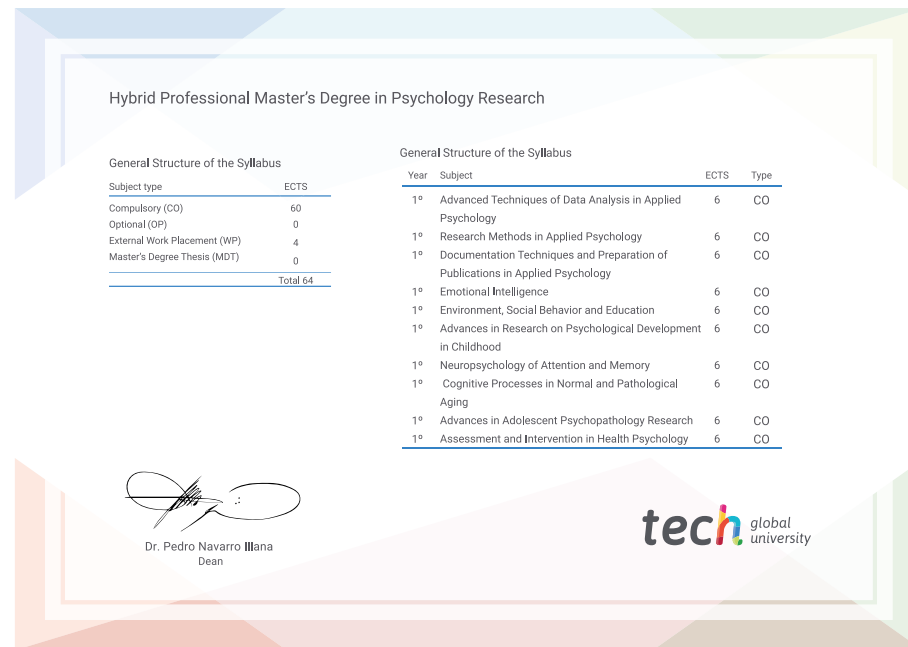 Hybrid Professional Master's Degree in Psychology Research
General Structure of the Syllabus
Subject type ECTS
Compulsory (CO) 60
Optional (OP) 0
External Work Placement (WP) 4
Master's Degree Thesis (MDT) 0
Total 64
General Structure of the Syllabus
Year Subject ECTS Type
1º Advanced Techniques of Data Analysis in Applied 6 CO
Psychology
1º Research Methods in Applied Psychology 6 CO
1º Documentation Techniques and Preparation of 6 CO
Publications in Applied Psychology
1º Emotional Intelligence 6 CO
1º Environment, Social Behavior and Education 6 CO
1º Advances in Research on Psychological Development 6 CO
in Childhood
1º Neuropsychology of Attention and Memory 6 CO
1º Cognitive Processes in Normal and Pathological 6 CO
Aging
1º Advances in Adolescent Psychopathology Research 6 CO
1º Assessment and Intervention in Health Psychology 6 CO
Dr. Pedro Navarro Illana
Dean
tech global
university